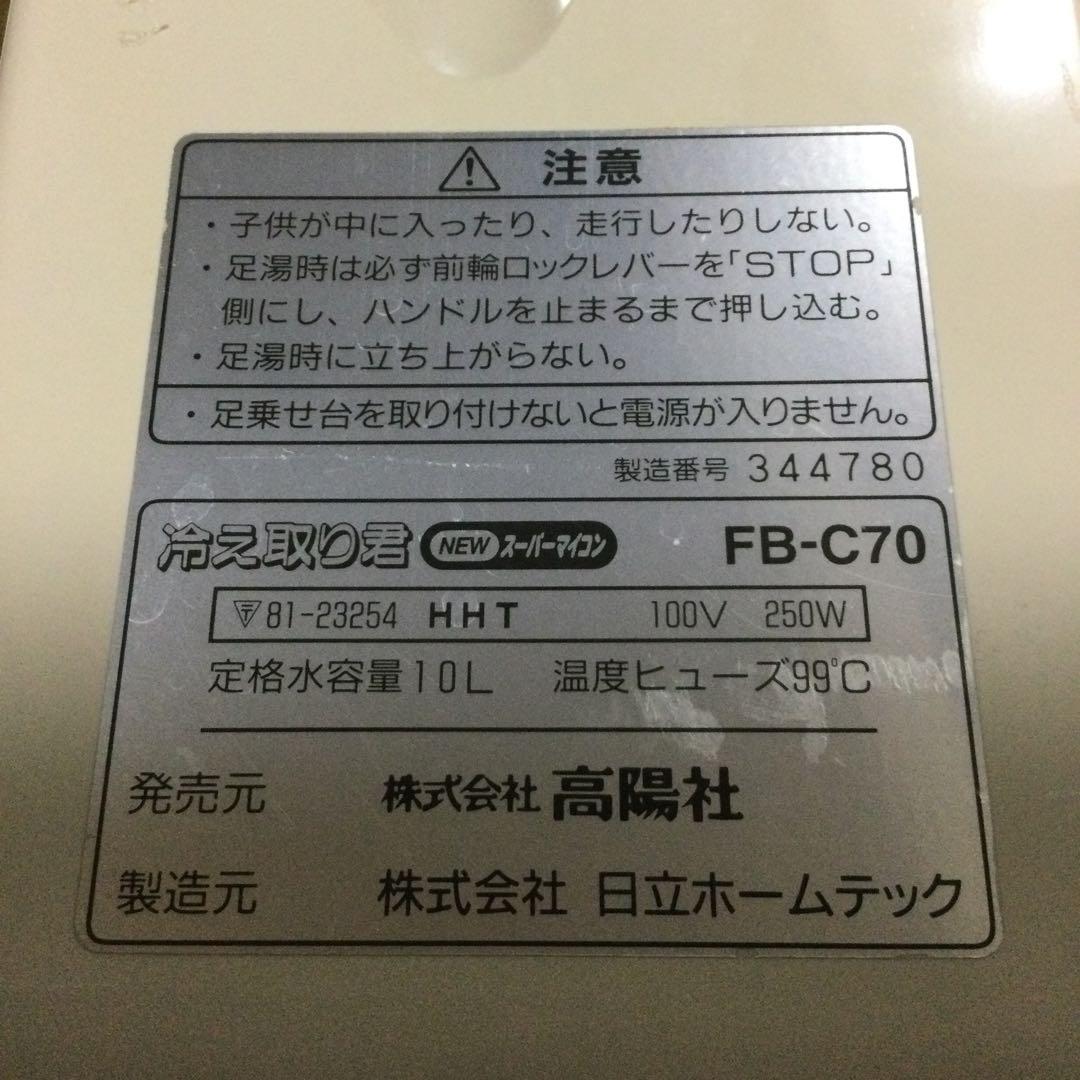 注意
・子供が中に入ったり、走行したりしない。
・足湯時は必ず前輪ロックレバーを「STOP」
側にし、ハンドルを止まるまで押し込む。
・足湯時に立ち上がらない。
・足乗せ台を取り付けないと電源が入りません。
製造番号 344780
冷え取り君 NEW スーパーマイコン FB-C70
81-23254 HHT 100V 250W
定格水容量10L 温度ヒューズ99℃
発売元 株式会社 高陽社
製造元 株式会社 日立ホームテック